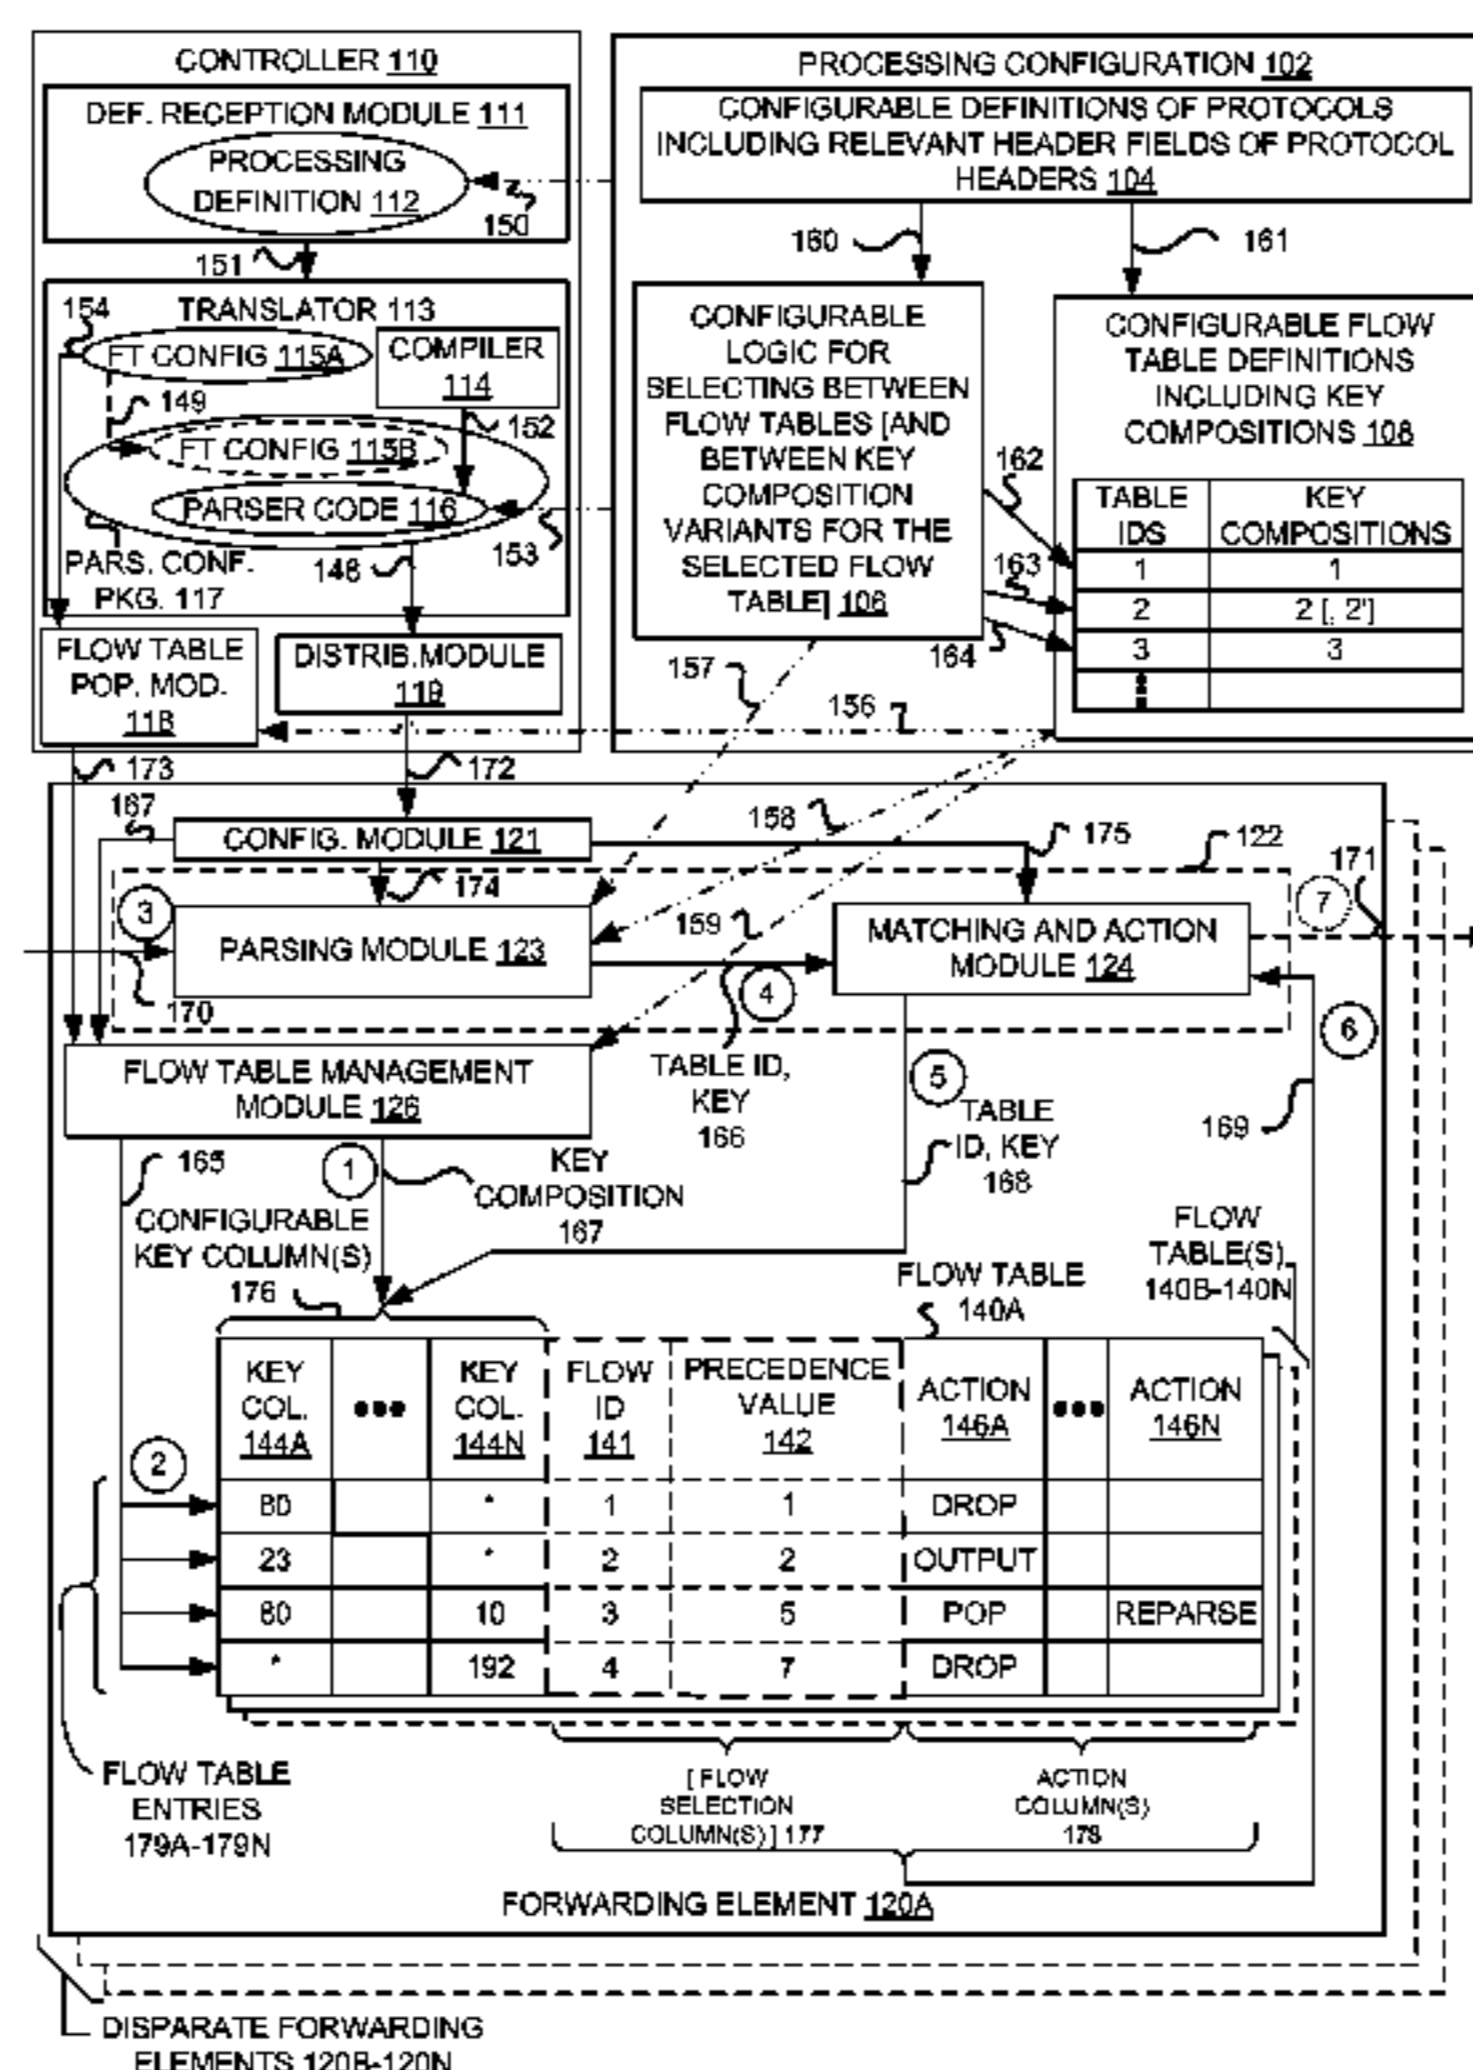 CONTROLLER 110
DEF. RECEPTION MODULE 111
PROCESSING
DEFINITION 112
150
151
TRANSLATOR 113
154
FT CONFIG 115A
COMPILER
114
149
152
FT CONFIG 115B
PARSER CODE 116
153
PARS. CONF.
PKG. 117
148
FLOW TABLE
POP. MOD.
118
DISTRIB.MODULE
119
173
172
PROCESSING CONFIGURATION 102
CONFIGURABLE DEFINITIONS OF PROTOCOLS
INCLUDING RELEVANT HEADER FIELDS OF PROTOCOL
HEADERS 104
160
161
CONFIGURABLE
LOGIC FOR
SELECTING BETWEEN
FLOW TABLES [AND
BETWEEN KEY
COMPOSITION
VARIANTS FOR THE
SELECTED FLOW
TABLE] 106
CONFIGURABLE FLOW
TABLE DEFINITIONS
INCLUDING KEY
COMPOSITIONS 108
162
163
164
TABLE
IDS
KEY
COMPOSITIONS
1
1
2
2 [, 2']
3
3
157
156
167
CONFIG. MODULE 121
158
175
122
171
174
3
PARSING MODULE 123
170
159
4
MATCHING AND ACTION
MODULE 124
7
6
FLOW TABLE MANAGEMENT
MODULE 126
TABLE ID,
KEY
166
5
TABLE
ID, KEY
168
169
165
1
KEY
COMPOSITION
167
CONFIGURABLE
KEY COLUMN(S)
176
FLOW TABLE
140A
FLOW
TABLE(S)
140B-140N
KEY
COL.
144A
•••
KEY
COL.
144N
FLOW
ID
141
PRECEDENCE
VALUE
142
ACTION
146A
•••
ACTION
146N
2
80 * 1 1 DROP
23 * 2 2 OUTPUT
80 10 3 5 POP REPARSE
* 192 4 7 DROP
FLOW TABLE
ENTRIES
179A-179N
[ FLOW
SELECTION
COLUMN(S) ] 177
ACTION
COLUMN(S)
178
FORWARDING ELEMENT 120A
DISPARATE FORWARDING
ELEMENTS 120B-120N